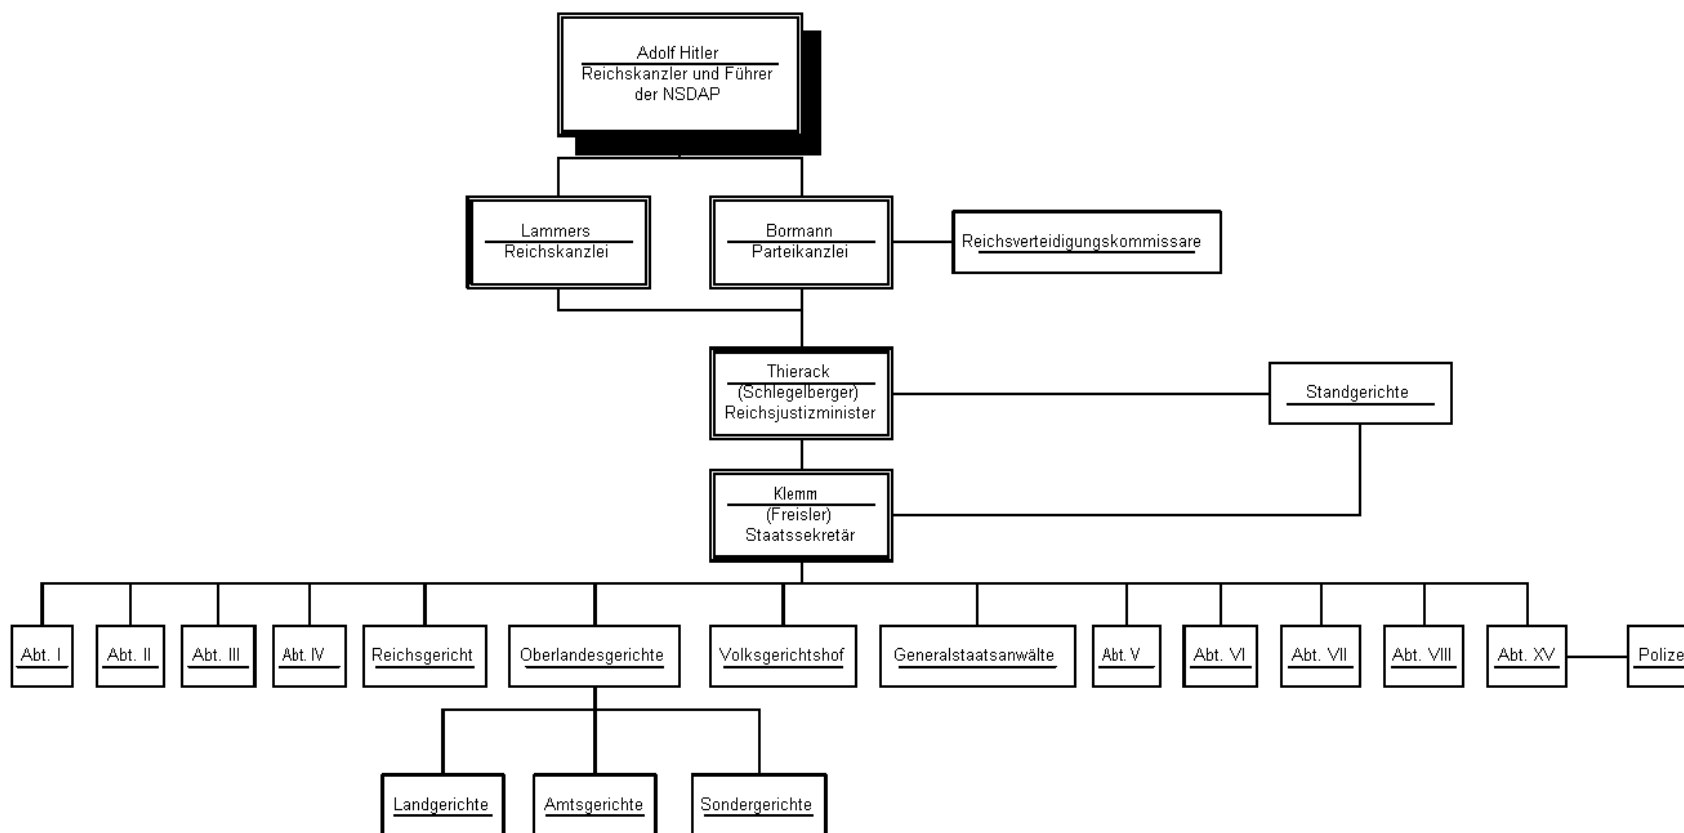 Adolf Hitler
Reichskanzler und Führer
der NSDAP
Lammers
Reichskanzlei
Bormann
Parteikanzlei
Reichsverteidigungskommissare
Thierack
(Schlegelberger)
Reichsjustizminister
Standgerichte
Klemm
(Freisler)
Staatssekretär
Abt. I
Abt. II
Abt. III
Abt. IV
Reichsgericht
Oberlandesgerichte
Volksgerichtshof
Generalstaatsanwälte
Abt. V
Abt. VI
Abt. VII
Abt. VIII
Abt. XV
Polize
Landgerichte
Amtsgerichte
Sondergerichte